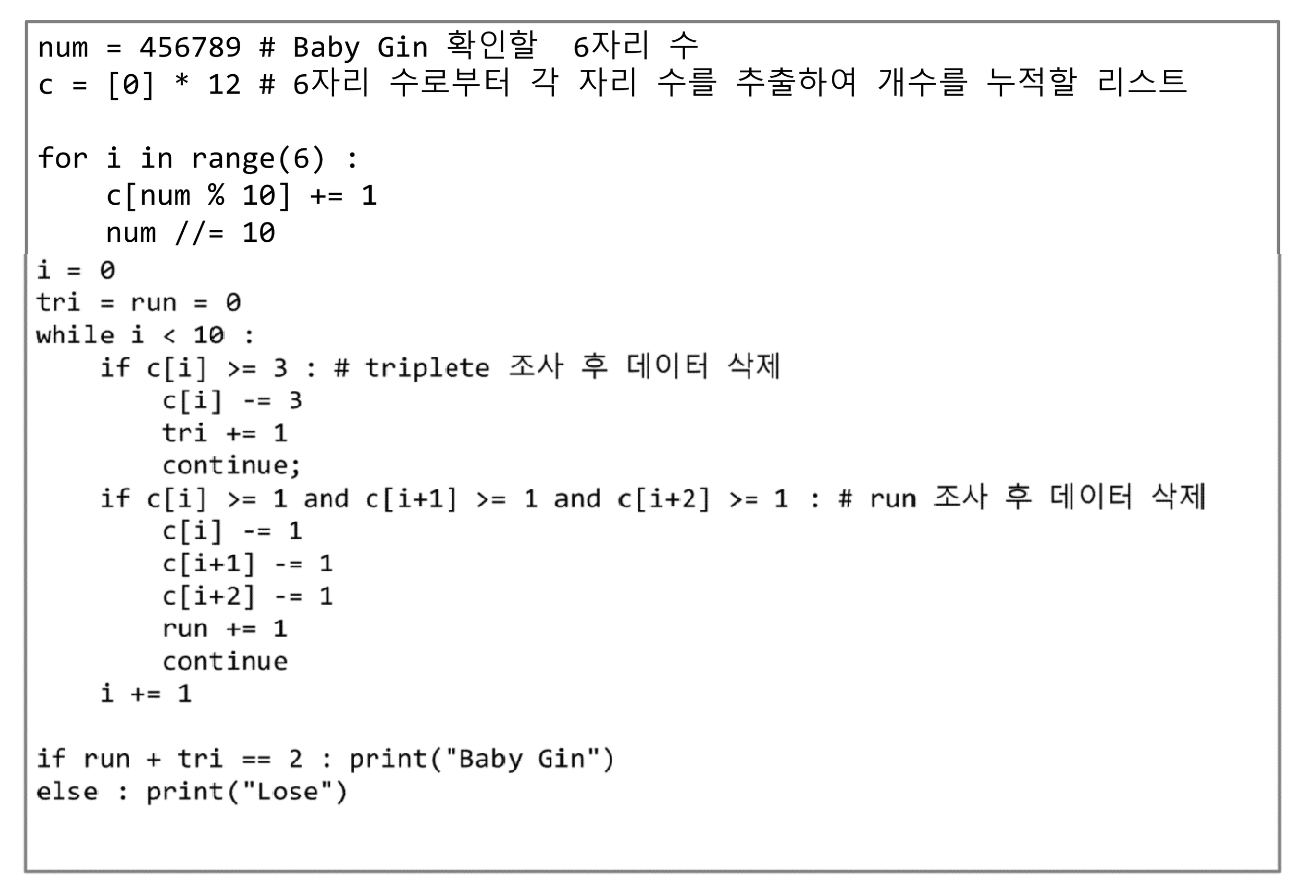 num = 456789 # Baby Gin 확인할  6자리 수
c = [0] * 12 # 6자리 수로부터 각 자리 수를 추출하여 개수를 누적할 리스트

for i in range(6) :
    c[num % 10] += 1
    num //= 10
i = 0
tri = run = 0
while i < 10 :
    if c[i] >= 3 : # triplete 조사 후 데이터 삭제
        c[i] -= 3
        tri += 1
        continue;
    if c[i] >= 1 and c[i+1] >= 1 and c[i+2] >= 1 : # run 조사 후 데이터 삭제
        c[i] -= 1
        c[i+1] -= 1
        c[i+2] -= 1
        run += 1
        continue
    i += 1

if run + tri == 2 : print("Baby Gin")
else : print("Lose")